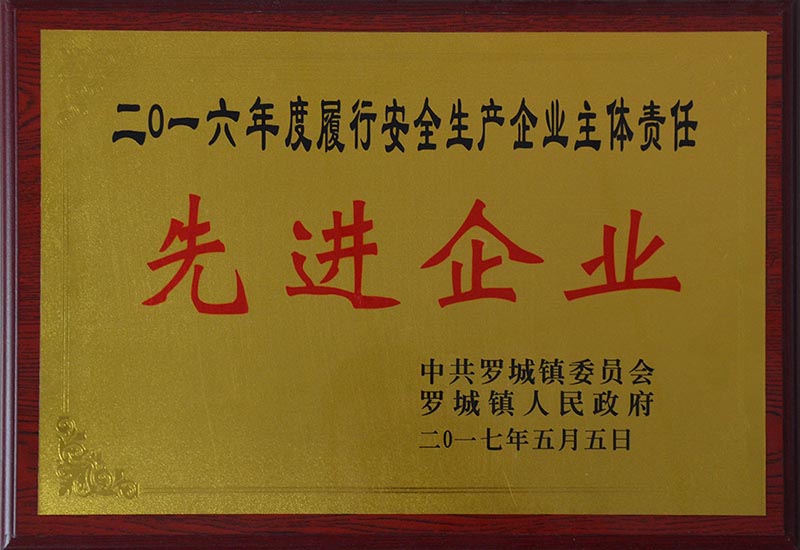 二0一六年度履行安全生产企业主体责任
先进企业
中共罗城镇委员会
罗城镇人民政府
二0一七年五月五日